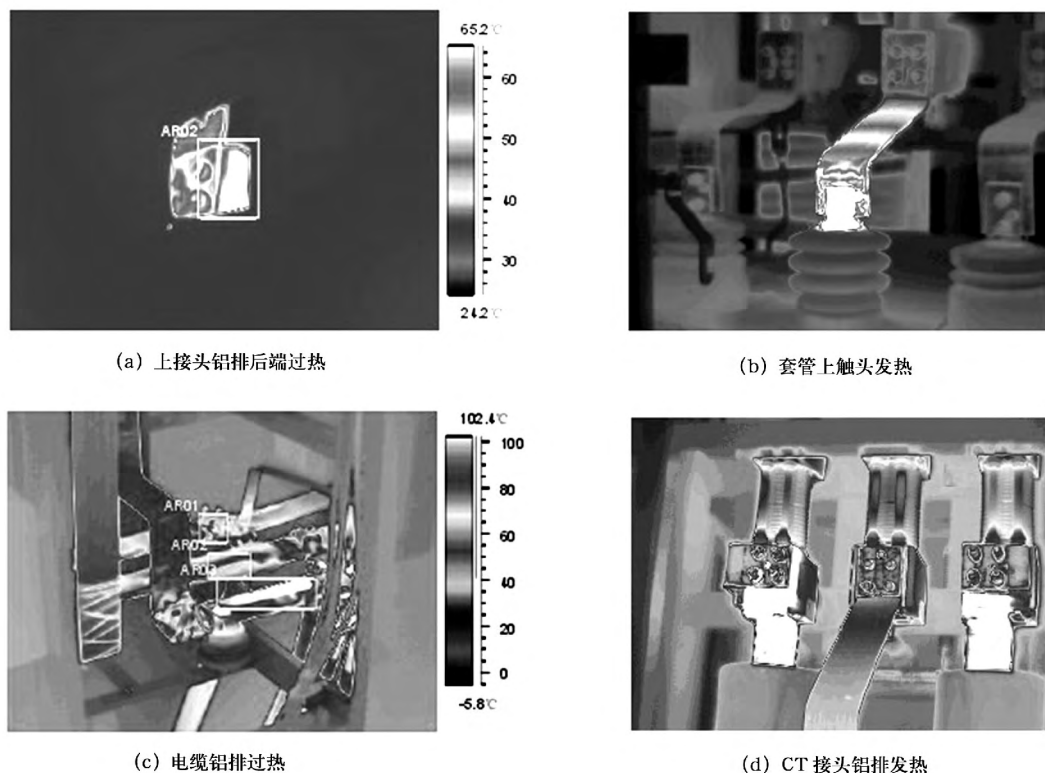 65.2℃
60
AR02
50
40
30
24.2℃
(a) 上接头铝排后端过热
(b) 套管上触头发热
102.4℃
100
80
AR01
60
AR02
AR03
40
20
0
-5.8℃
(c) 电缆铝排过热
(d) CT 接头铝排发热